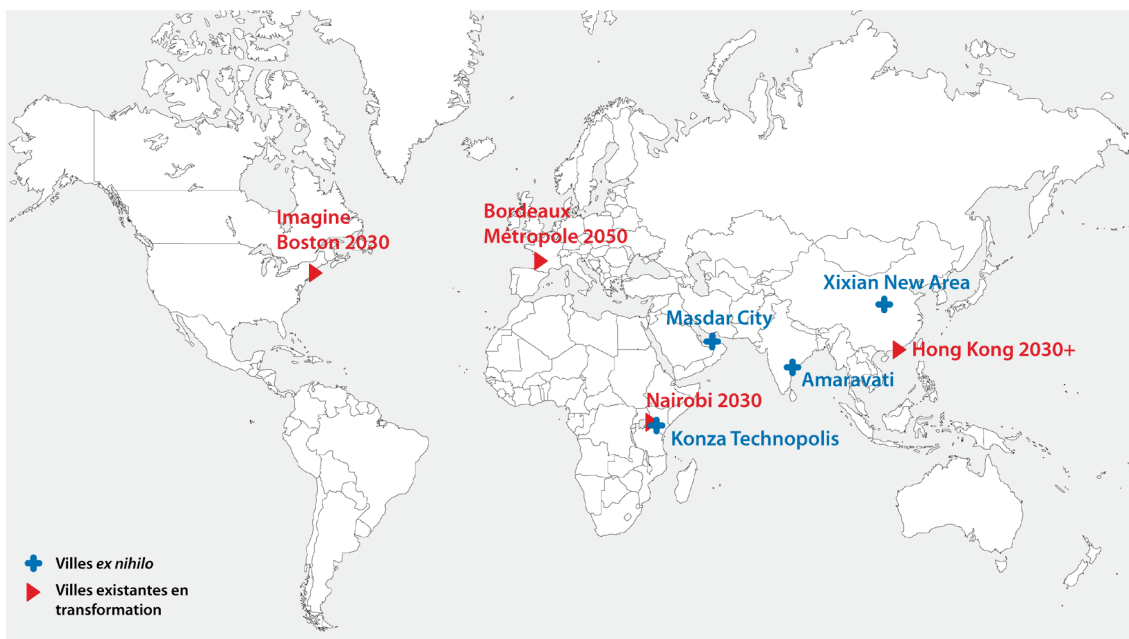 Imagine
Boston 2030
Bordeaux
Métropole 2050
Xixian New Area
Masdar City
Hong Kong 2030+
Amaravati
Nairobi 2030
Konza Technopolis
Villes ex nihilo
Villes existantes en
transformation